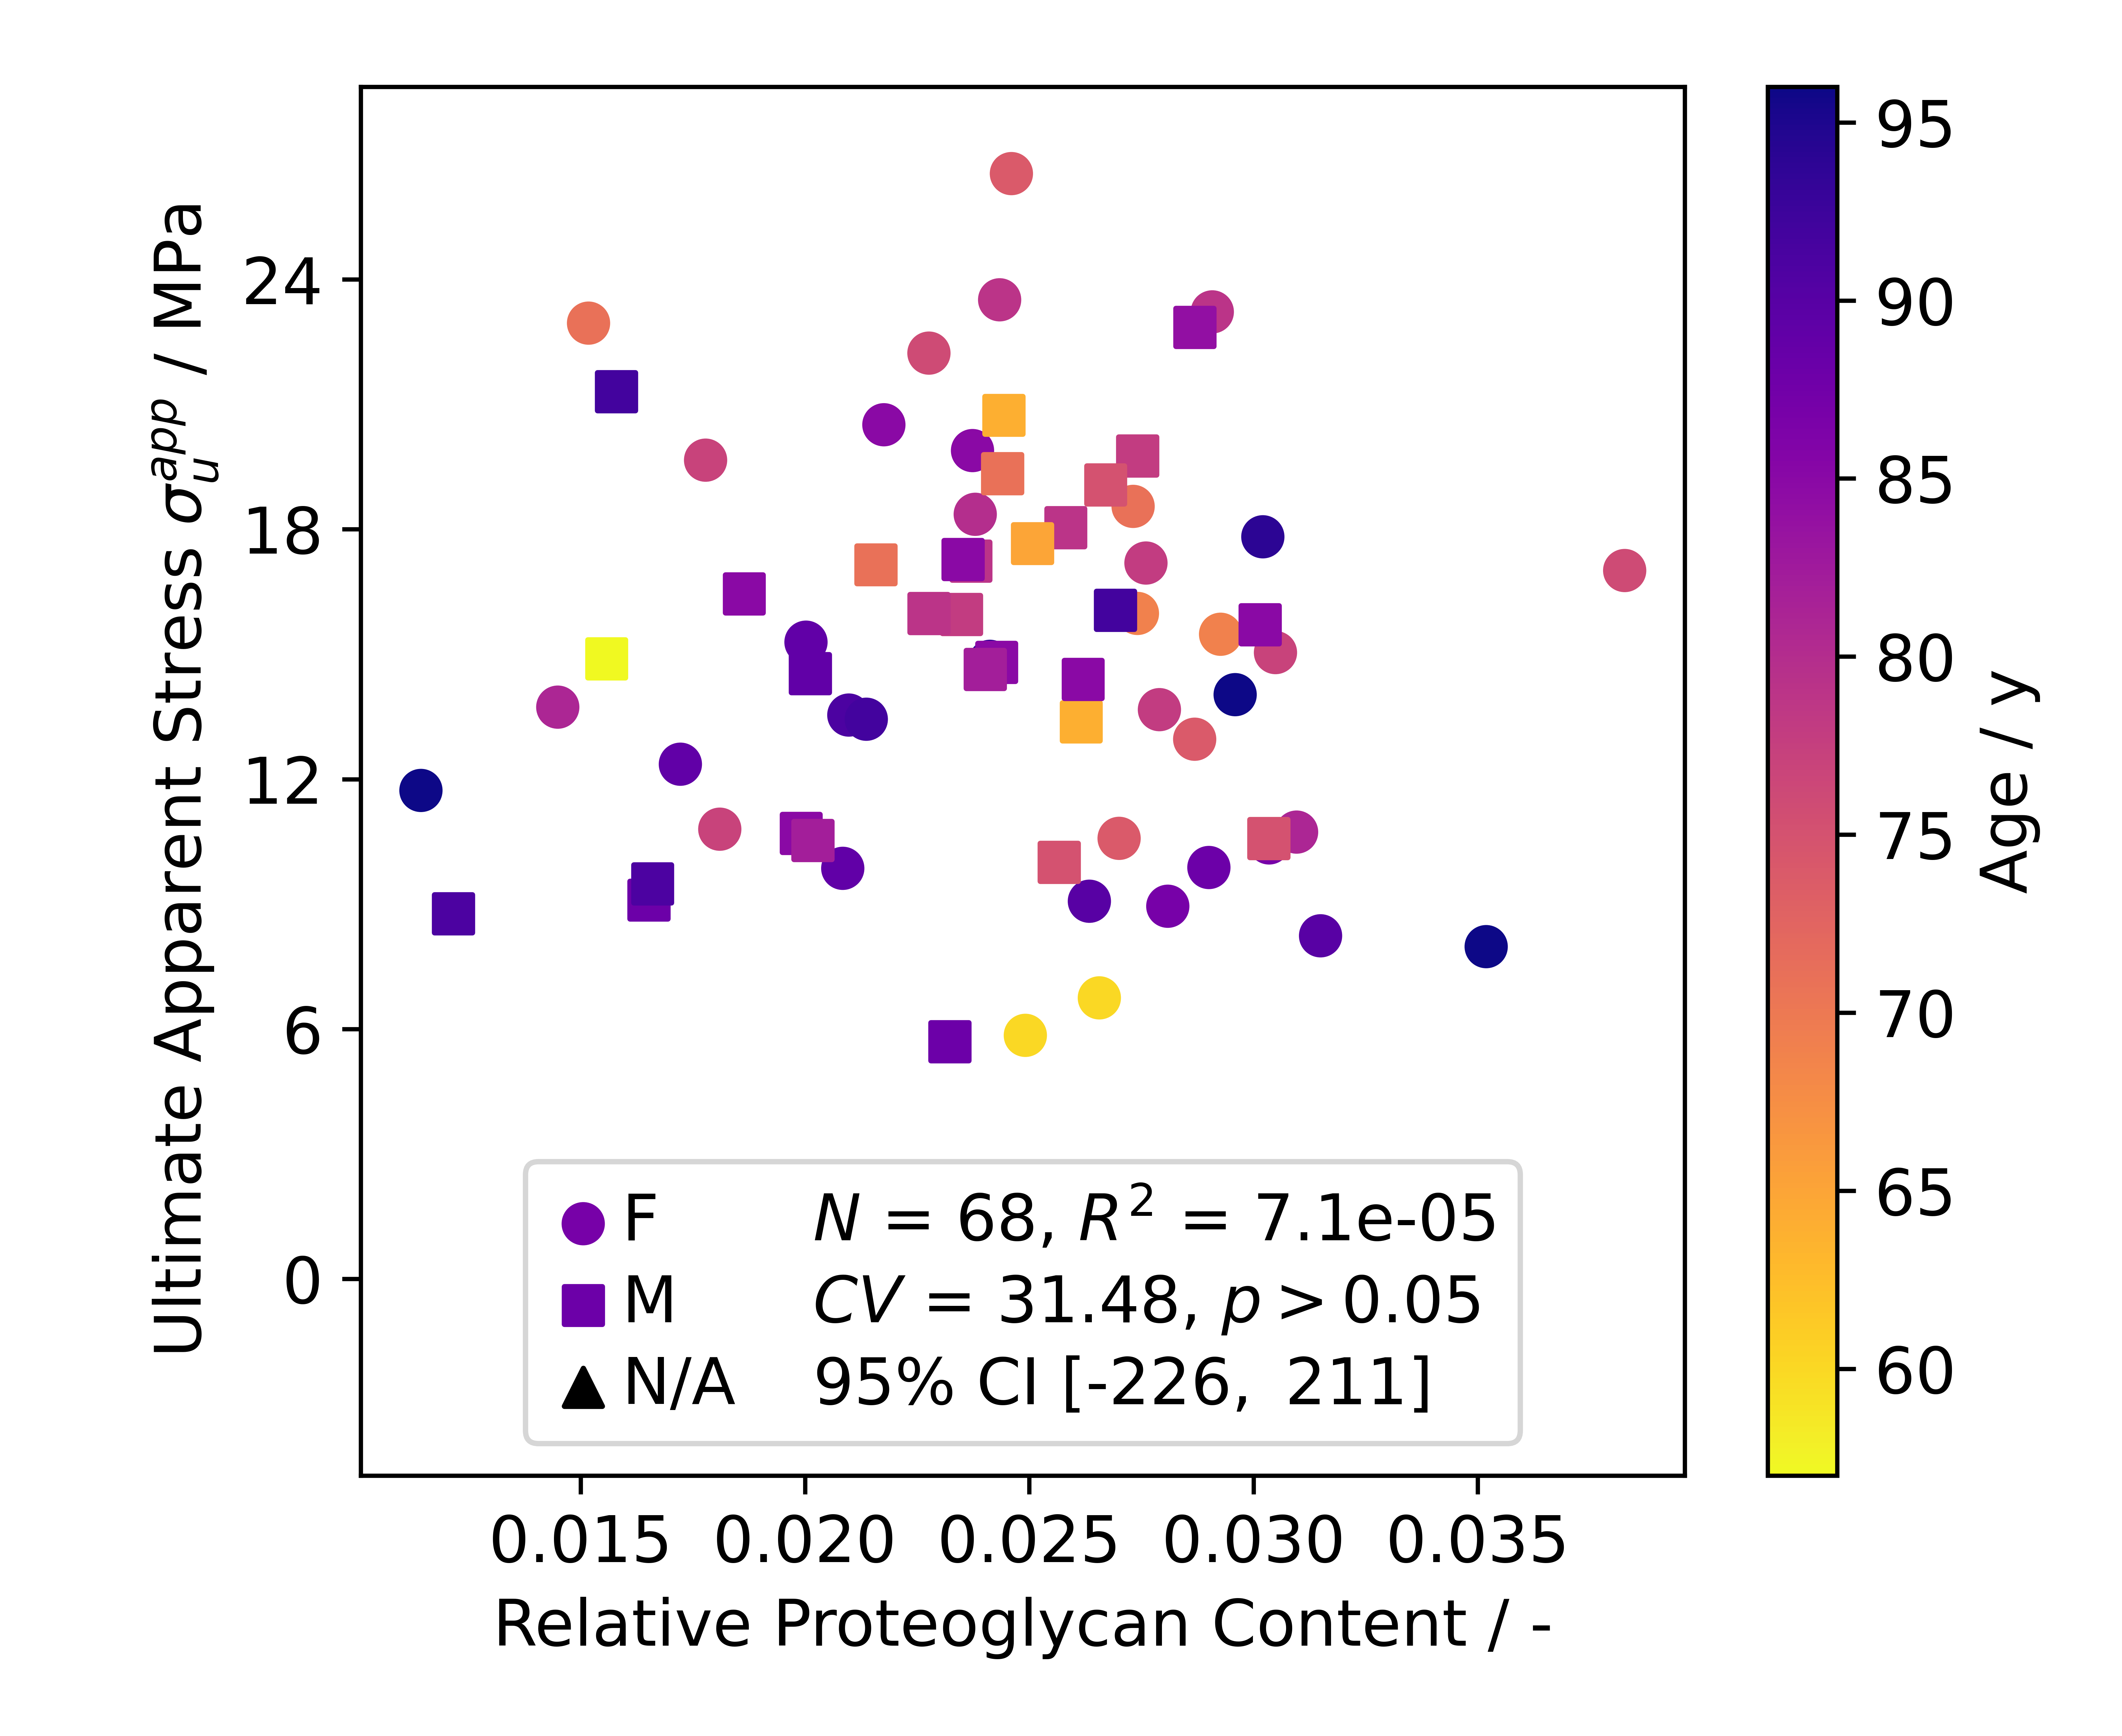 Ultimate Apparent Stress σ_u^app / MPa
24
18
12
6
0
F
M
N/A
N = 68, R² = 7.1e-05
CV = 31.48, p > 0.05
95% CI [-226, 211]
0.015 0.020 0.025 0.030 0.035
Relative Proteoglycan Content / -
95
90
85
80
75
70
65
60
Age / y